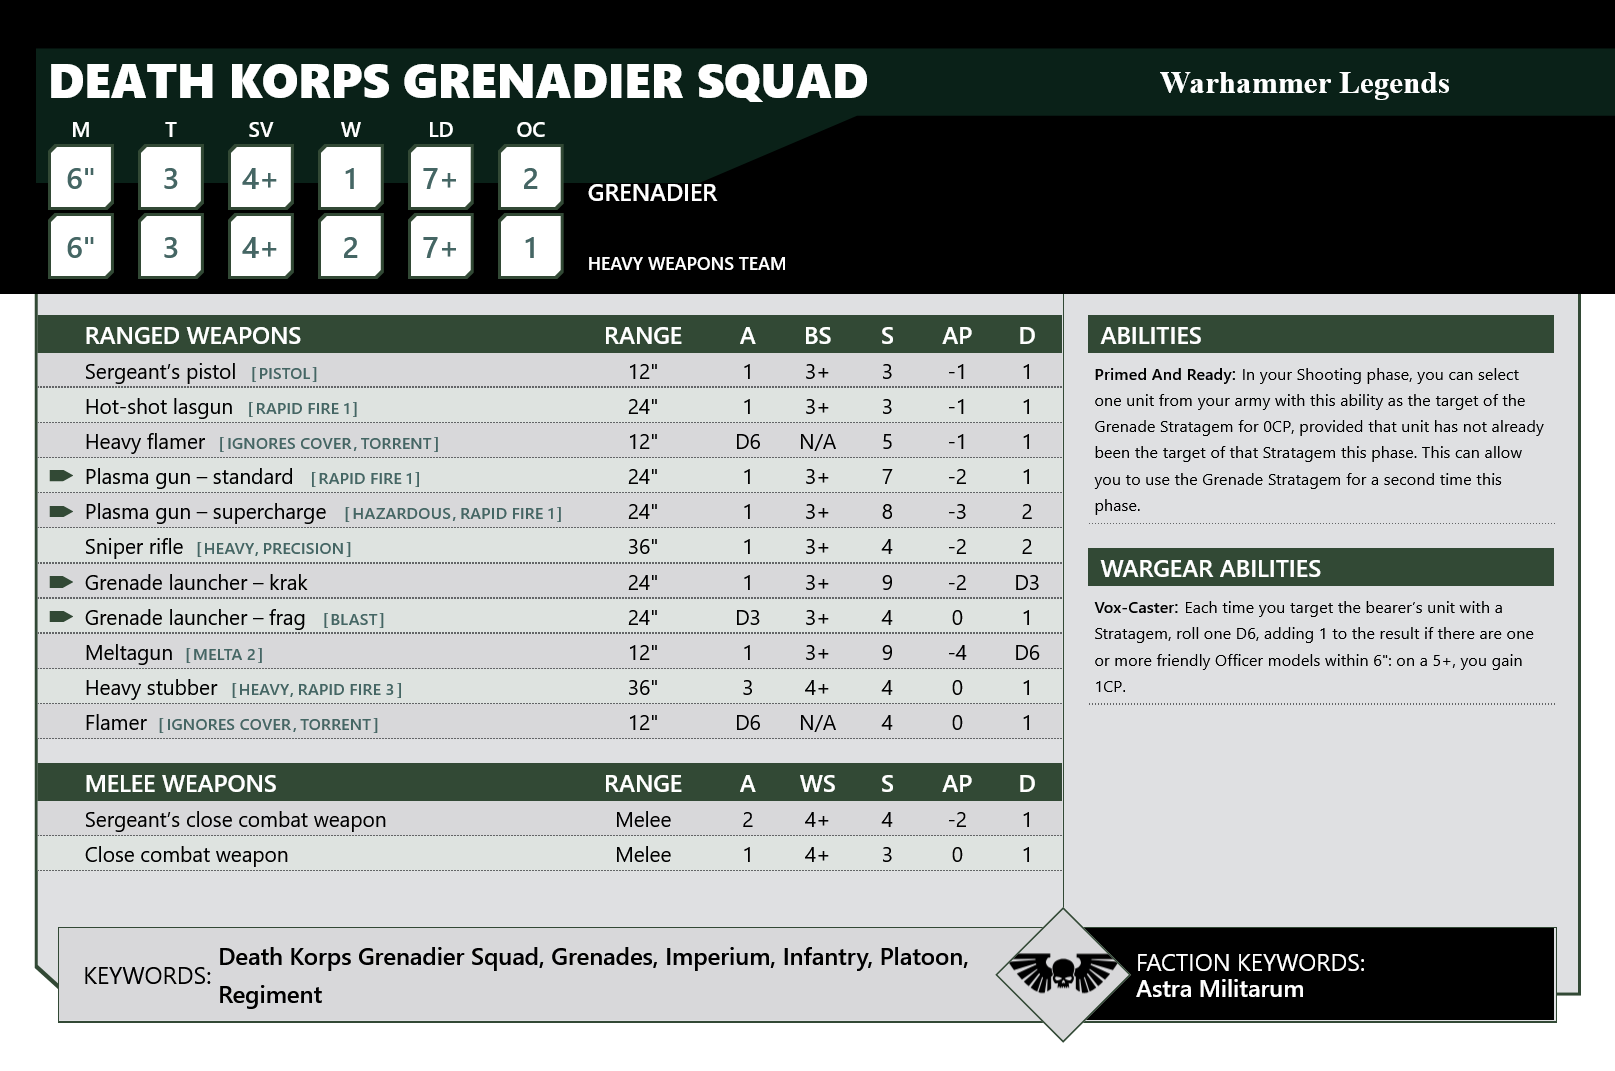 DEATH KORPS GRENADIER SQUAD
Warhammer Legends
M T SV W LD OC
6" 3 4+ 1 7+ 2 GRENADIER
6" 3 4+ 2 7+ 1 HEAVY WEAPONS TEAM
RANGED WEAPONS RANGE A BS S AP D
Sergeant's pistol [PISTOL] 12" 1 3+ 3 -1 1
Hot-shot lasgun [RAPID FIRE 1] 24" 1 3+ 3 -1 1
Heavy flamer [IGNORES COVER, TORRENT] 12" D6 N/A 5 -1 1
Plasma gun – standard [RAPID FIRE 1] 24" 1 3+ 7 -2 1
Plasma gun – supercharge [HAZARDOUS, RAPID FIRE 1] 24" 1 3+ 8 -3 2
Sniper rifle [HEAVY, PRECISION] 36" 1 3+ 4 -2 2
Grenade launcher – krak 24" 1 3+ 9 -2 D3
Grenade launcher – frag [BLAST] 24" D3 3+ 4 0 1
Meltagun [MELTA 2] 12" 1 3+ 9 -4 D6
Heavy stubber [HEAVY, RAPID FIRE 3] 36" 3 4+ 4 0 1
Flamer [IGNORES COVER, TORRENT] 12" D6 N/A 4 0 1
MELEE WEAPONS RANGE A WS S AP D
Sergeant's close combat weapon Melee 2 4+ 4 -2 1
Close combat weapon Melee 1 4+ 3 0 1
ABILITIES
Primed And Ready: In your Shooting phase, you can select
one unit from your army with this ability as the target of the
Grenade Stratagem for 0CP, provided that unit has not already
been the target of that Stratagem this phase. This can allow
you to use the Grenade Stratagem for a second time this
phase.
WARGEAR ABILITIES
Vox-Caster: Each time you target the bearer's unit with a
Stratagem, roll one D6, adding 1 to the result if there are one
or more friendly Officer models within 6": on a 5+, you gain
1CP.
KEYWORDS: Death Korps Grenadier Squad, Grenades, Imperium, Infantry, Platoon,
Regiment
FACTION KEYWORDS:
Astra Militarum